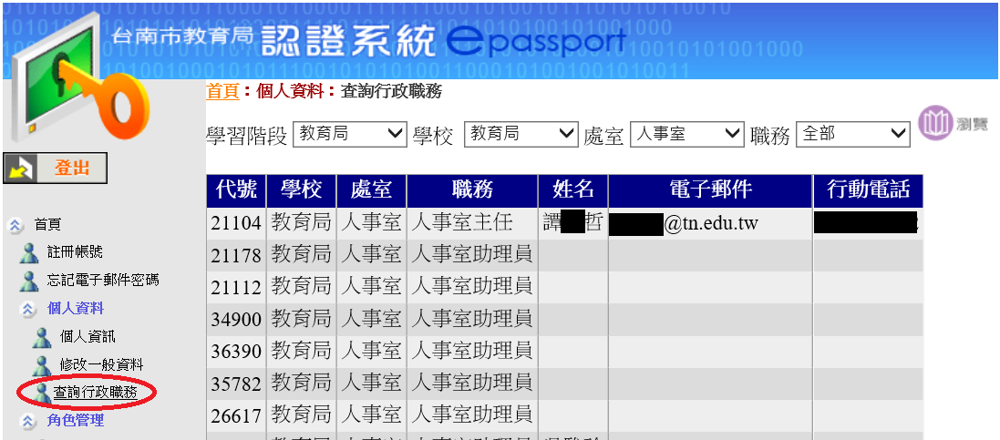 台南市教育局 認證系統 epassport
首頁：個人資料：查詢行政職務
學習階段 教育局 學校 教育局 處室 人事室 職務 全部 瀏覽
登出
首頁
註冊帳號
忘記電子郵件密碼
個人資料
個人資訊
修改一般資料
查詢行政職務
角色管理
代號 學校 處室 職務 姓名 電子郵件 行動電話
21104 教育局 人事室 人事室主任 譚 哲 @tn.edu.tw
21178 教育局 人事室 人事室助理員
21112 教育局 人事室 人事室助理員
34900 教育局 人事室 人事室助理員
36390 教育局 人事室 人事室助理員
35782 教育局 人事室 人事室助理員
26617 教育局 人事室 人事室助理員